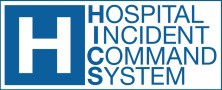 H
HOSPITAL
INCIDENT
COMMAND
SYSTEM